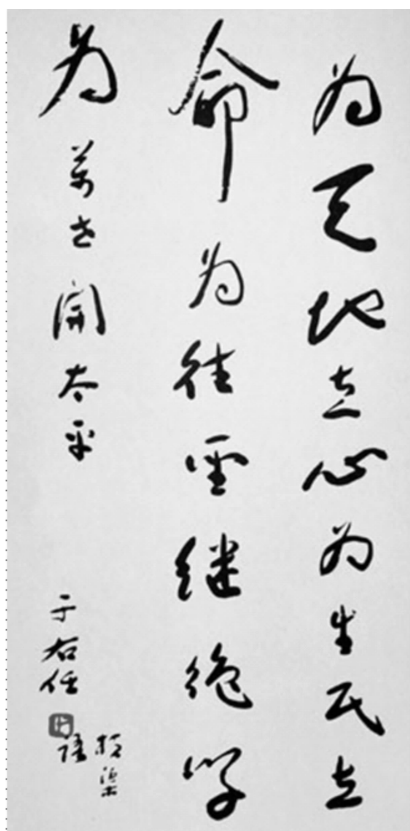 为天地立心为生民立
命为往圣继绝学
为万世开太平
横渠
语
于右任